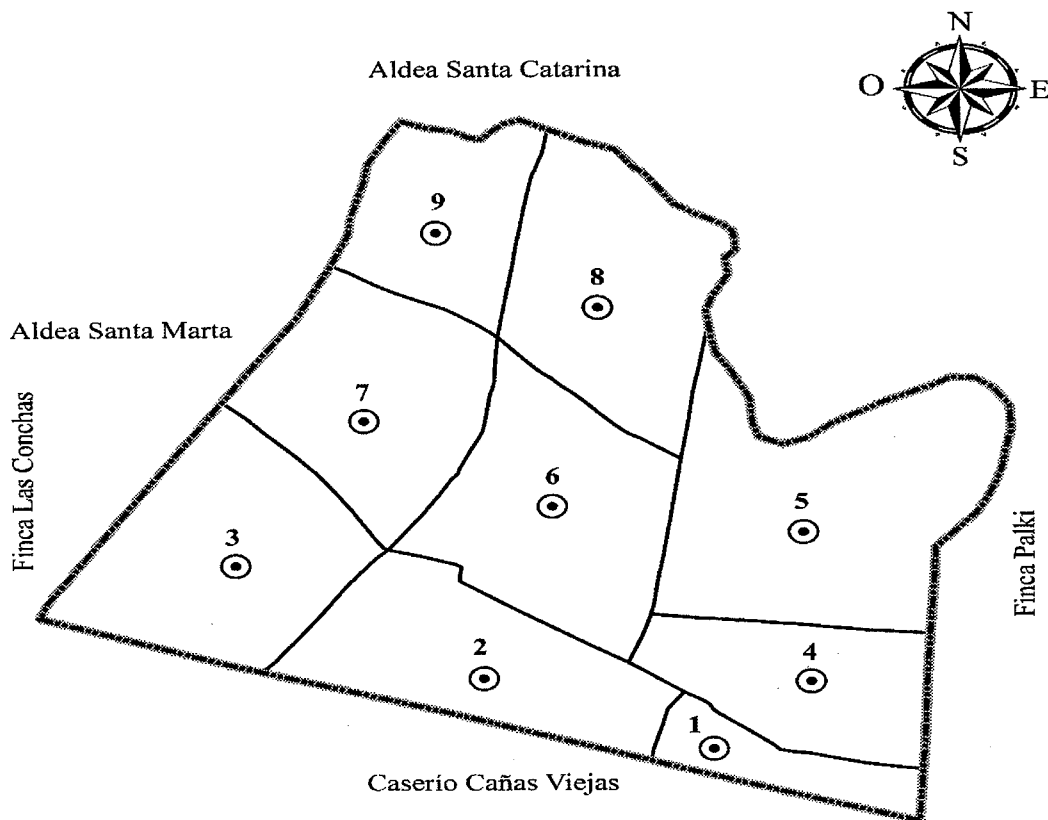 N
Aldea Santa Catarina
O
E
S
9
8
Aldea Santa Marta
7
Finca Las Conchas
6
5
3
Finca Palki
2
4
1
Caserío Cañas Viejas